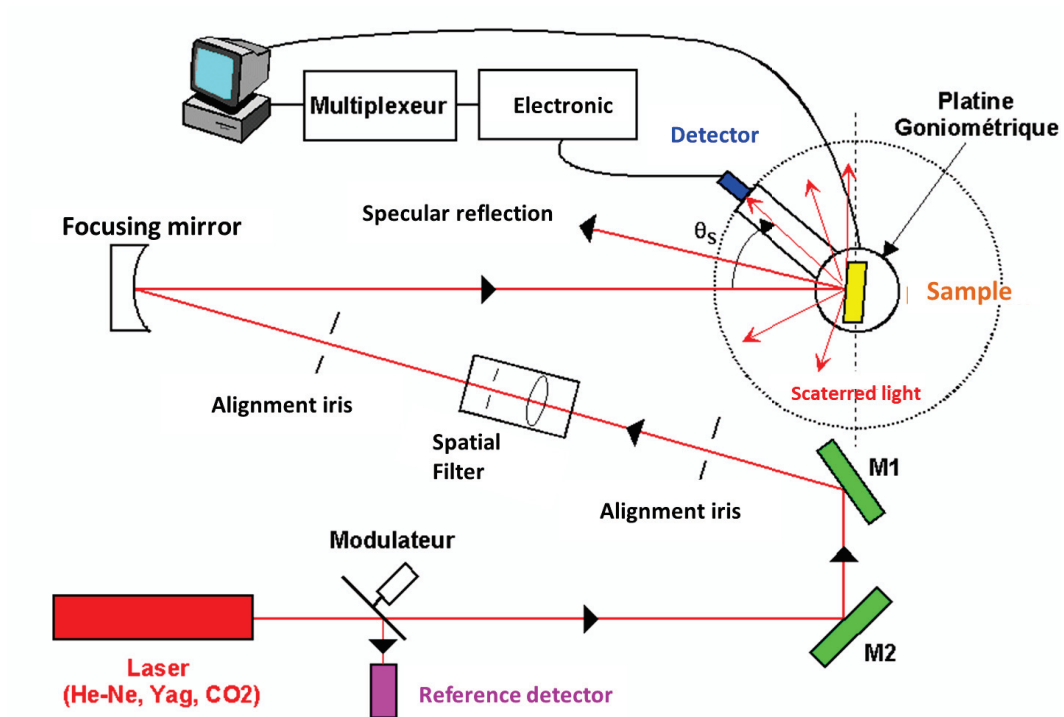 Multiplexeur
Electronic
Platine
Goniométrique
Detector
Specular reflection
θs
Focusing mirror
Sample
Scaterred light
Alignment iris
Spatial
Filter
Alignment iris
M1
Modulateur
M2
Laser
(He-Ne, Yag, CO2)
Reference detector